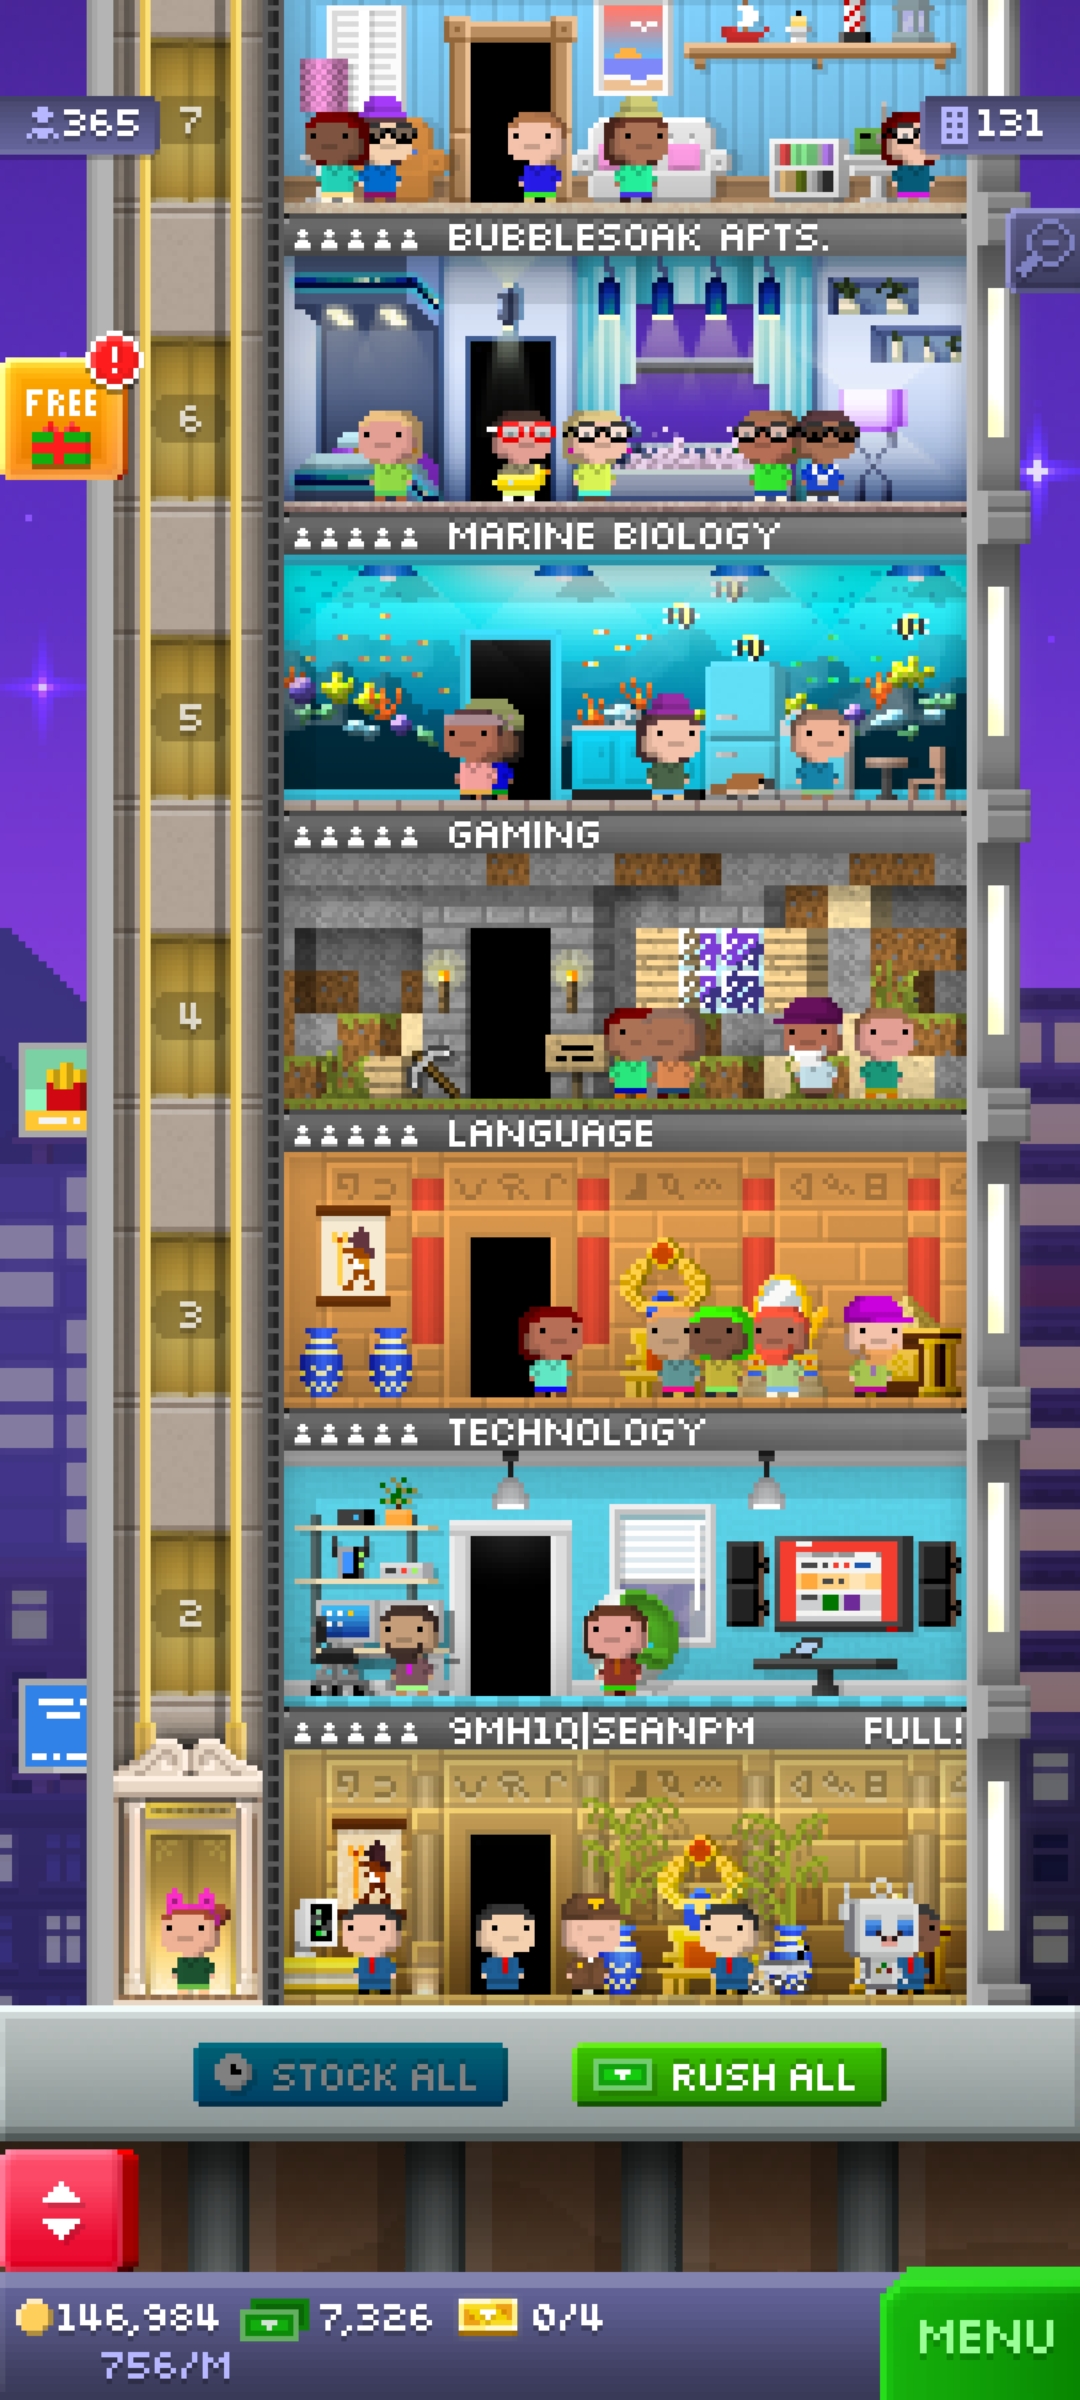 7
365
131
BUBBLESOAK APTS.
FREE
!
6
MARINE BIOLOGY
5
GAMING
4
LANGUAGE
3
TECHNOLOGY
2
9MH1Q|SEANPM FULL!
STOCK ALL
RUSH ALL
146,984
7,326
0/4
756/M
MENU